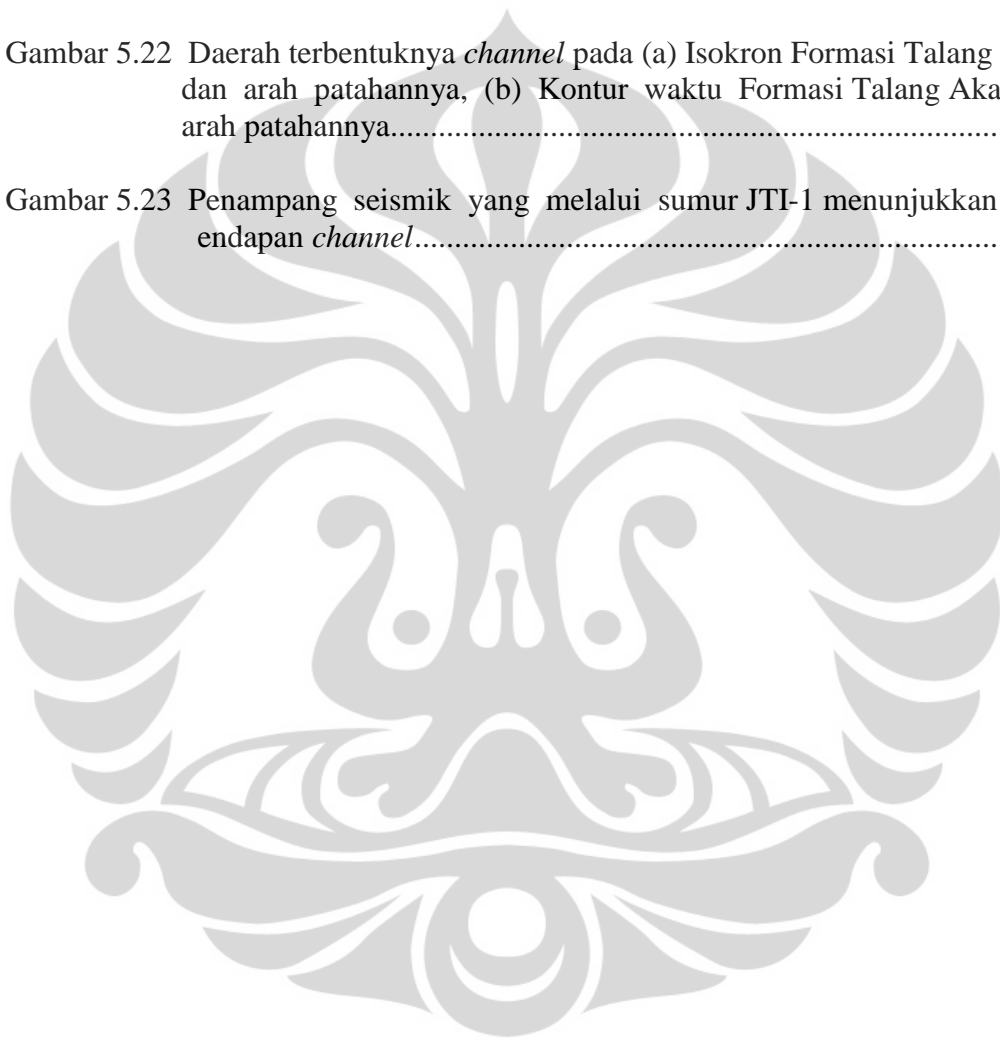 Gambar 5.22 Daerah terbentuknya channel pada (a) Isokron Formasi Talang
dan arah patahannya, (b) Kontur waktu Formasi Talang Aka
arah patahannya................................................................................
Gambar 5.23 Penampang seismik yang melalui sumur JTI-1 menunjukkan
endapan channel................................................................................